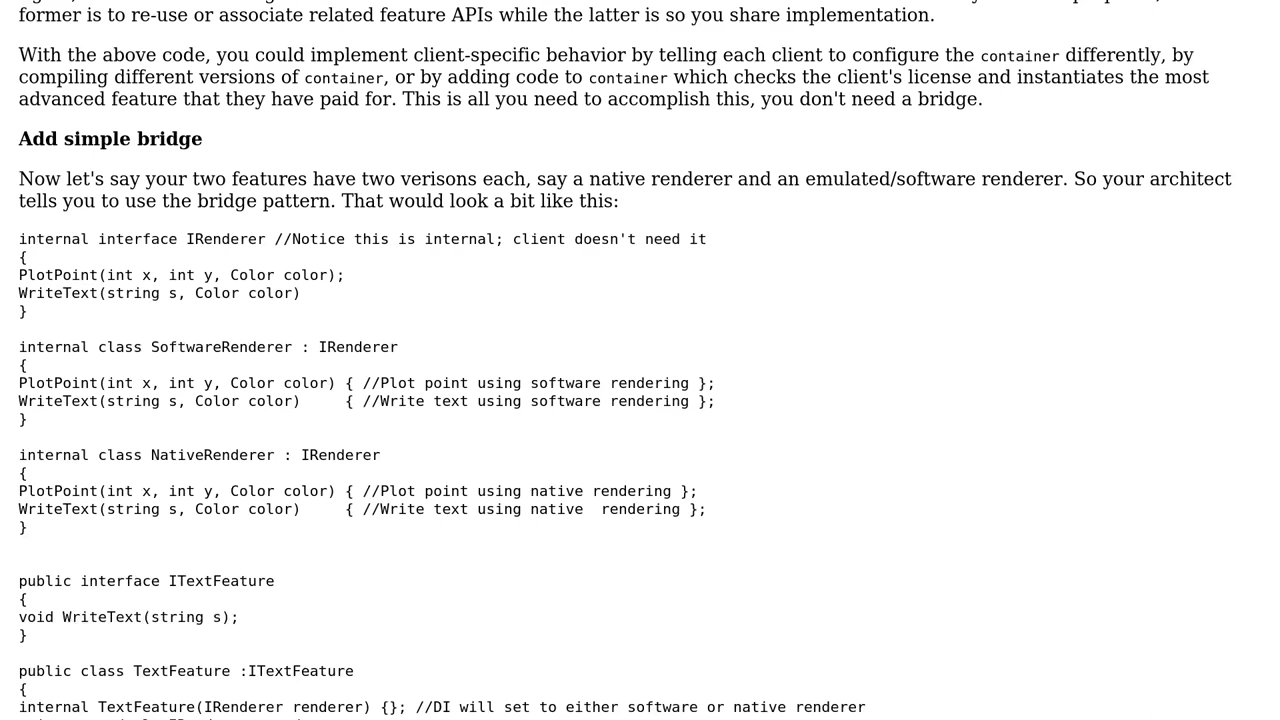 former is to re-use or associate related feature APIs while the latter is so you share implementation.
With the above code, you could implement client-specific behavior by telling each client to configure the container differently, by
compiling different versions of container, or by adding code to container which checks the client's license and instantiates the most
advanced feature that they have paid for. This is all you need to accomplish this, you don't need a bridge.
Add simple bridge
Now let's say your two features have two verisons each, say a native renderer and an emulated/software renderer. So your architect
tells you to use the bridge pattern. That would look a bit like this:
internal interface IRenderer //Notice this is internal; client doesn't need it
{
PlotPoint(int x, int y, Color color);
WriteText(string s, Color color)
}
internal class SoftwareRenderer : IRenderer
{
PlotPoint(int x, int y, Color color) { //Plot point using software rendering };
WriteText(string s, Color color)     { //Write text using software rendering };
}
internal class NativeRenderer : IRenderer
{
PlotPoint(int x, int y, Color color) { //Plot point using native rendering };
WriteText(string s, Color color)     { //Write text using native  rendering };
}
public interface ITextFeature
{
void WriteText(string s);
}
public class TextFeature :ITextFeature
{
internal TextFeature(IRenderer renderer) {}; //DI will set to either software or native renderer